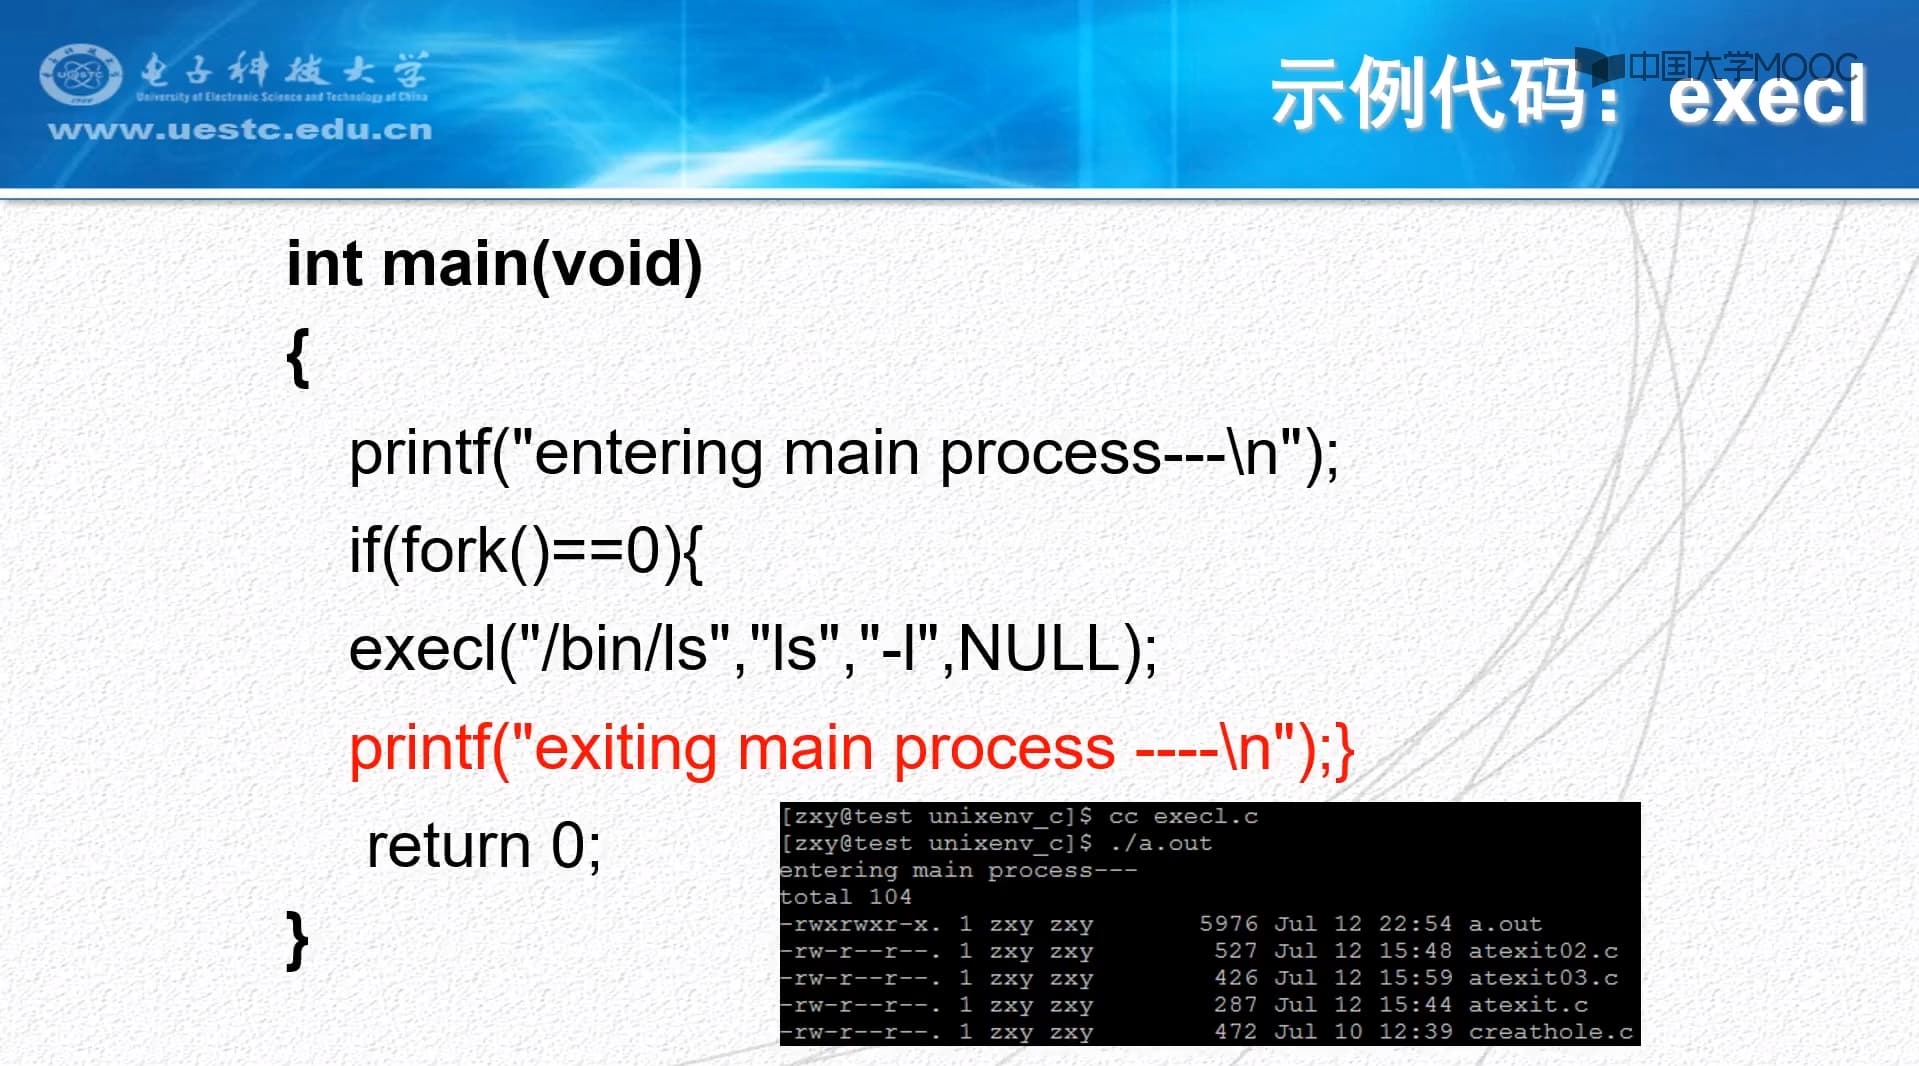 电子科技大学
University of Electronic Science and Technology of China
www.uestc.edu.cn
中国大学MOOC
示例代码：execl
int main(void)
{
printf("entering main process---\n");
if(fork()==0){
execl("/bin/ls","ls","-l",NULL);
printf("exiting main process ----\n");}
return 0;
}
[zxy@test unixenv_c]$ cc execl.c
[zxy@test unixenv_c]$ ./a.out
entering main process---
total 104
-rwxrwxr-x. 1 zxy zxy 5976 Jul 12 22:54 a.out
-rw-r--r--. 1 zxy zxy 527 Jul 12 15:48 atexit02.c
-rw-r--r--. 1 zxy zxy 426 Jul 12 15:59 atexit03.c
-rw-r--r--. 1 zxy zxy 287 Jul 12 15:44 atexit.c
-rw-r--r--. 1 zxy zxy 472 Jul 10 12:39 creathole.c